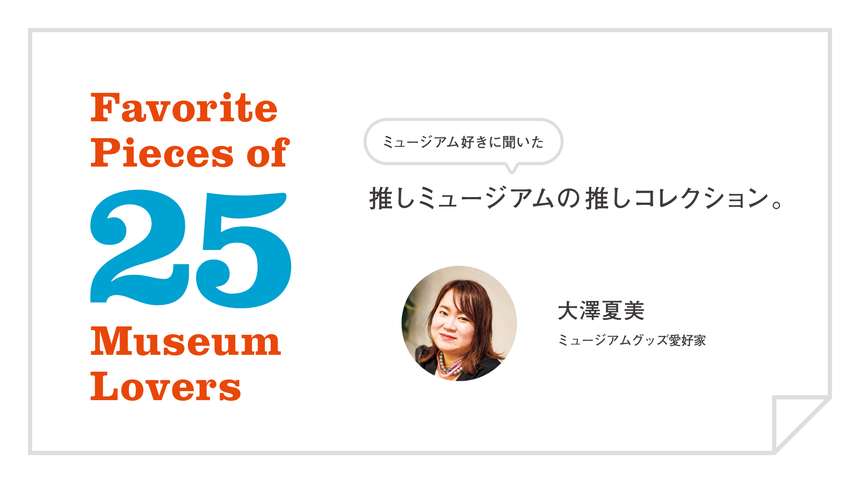 Favorite
Pieces of
25
Museum
Lovers
ミュージアム好きに聞いた
推しミュージアムの推しコレクション。
大澤夏美
ミュージアムグッズ愛好家